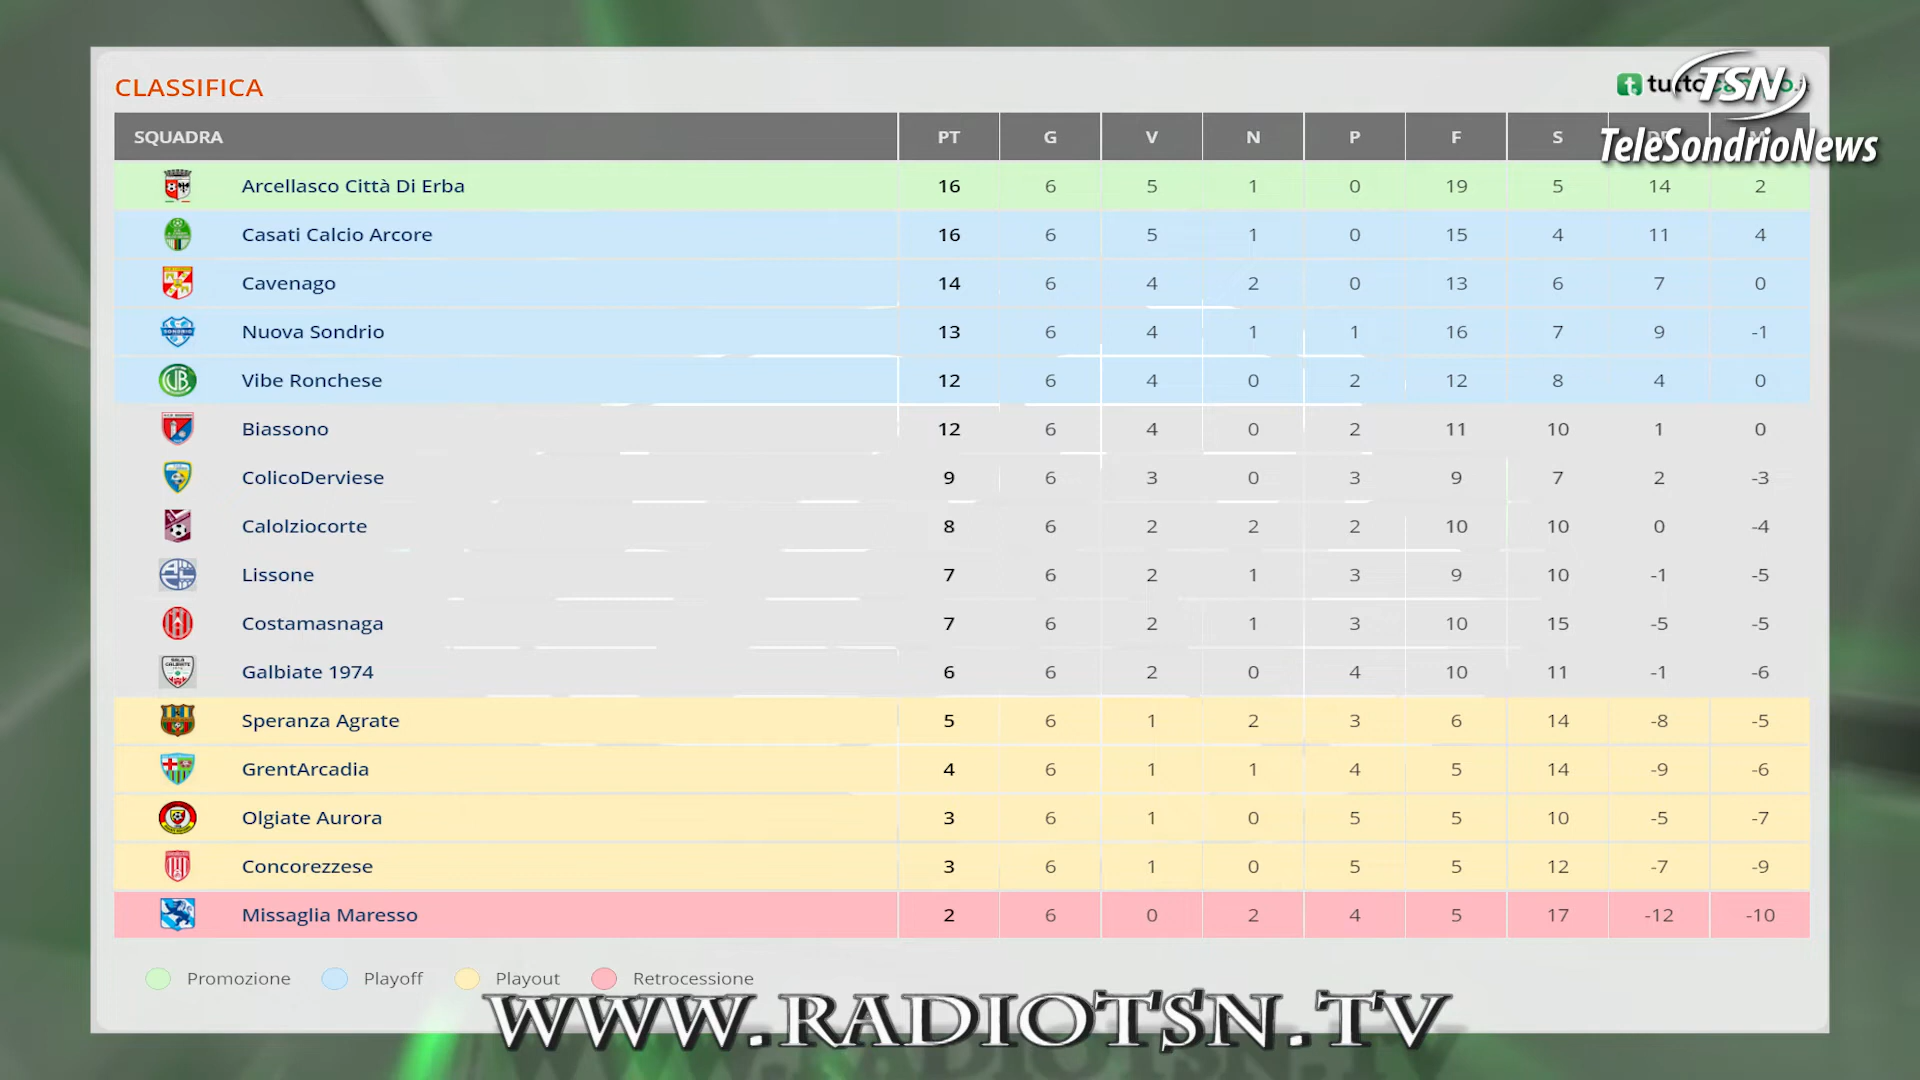 CLASSIFICA
TSN
TeleSondrioNews
SQUADRA PT G V N P F S
Arcellasco Città Di Erba 16 6 5 1 0 19 5 14 2
Casati Calcio Arcore 16 6 5 1 0 15 4 11 4
Cavenago 14 6 4 2 0 13 6 7 0
Nuova Sondrio 13 6 4 1 1 16 7 9 -1
Vibe Ronchese 12 6 4 0 2 12 8 4 0
Biassono 12 6 4 0 2 11 10 1 0
ColicoDerviese 9 6 3 0 3 9 7 2 -3
Calolziocorte 8 6 2 2 2 10 10 0 -4
Lissone 7 6 2 1 3 9 10 -1 -5
Costamasnaga 7 6 2 1 3 10 15 -5 -5
Galbiate 1974 6 6 2 0 4 10 11 -1 -6
Speranza Agrate 5 6 1 2 3 6 14 -8 -5
GrentArcadia 4 6 1 1 4 5 14 -9 -6
Olgiate Aurora 3 6 1 0 5 5 10 -5 -7
Concorezzese 3 6 1 0 5 5 12 -7 -9
Missaglia Maresso 2 6 0 2 4 5 17 -12 -10
Promozione Playoff Playout Retrocessione
WWW.RADIOTSN.TV